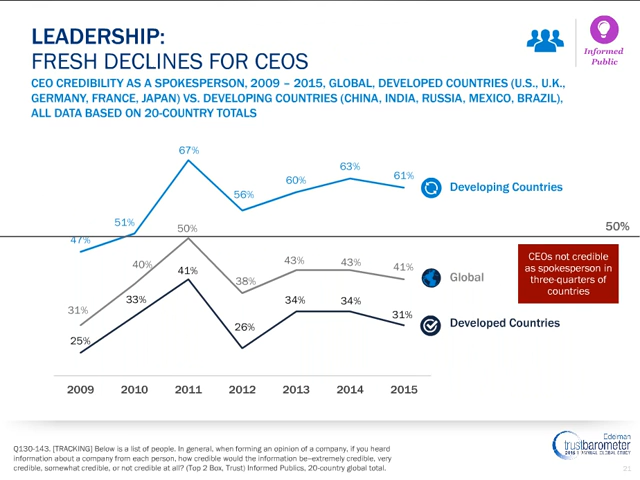 LEADERSHIP:
FRESH DECLINES FOR CEOS
Informed
Public
CEO CREDIBILITY AS A SPOKESPERSON, 2009 – 2015, GLOBAL, DEVELOPED COUNTRIES (U.S., U.K.,
GERMANY, FRANCE, JAPAN) VS. DEVELOPING COUNTRIES (CHINA, INDIA, RUSSIA, MEXICO, BRAZIL),
ALL DATA BASED ON 20-COUNTRY TOTALS
47% 51% 67% 56% 60% 63% 61%
Developing Countries
50%
31% 40% 50% 38% 43% 43% 41%
Global
CEOs not credible
as spokesperson in
three-quarters of
countries
25% 33% 41% 26% 34% 34% 31%
Developed Countries
2009 2010 2011 2012 2013 2014 2015
Q130-143. [TRACKING] Below is a list of people. In general, when forming an opinion of a company, if you heard
information about a company from each person, how credible would the information be–extremely credible, very
credible, somewhat credible, or not credible at all? (Top 2 Box, Trust) Informed Publics, 20-country global total.
Edelman
trustbarometer
2015 ANNUAL GLOBAL STUDY
21